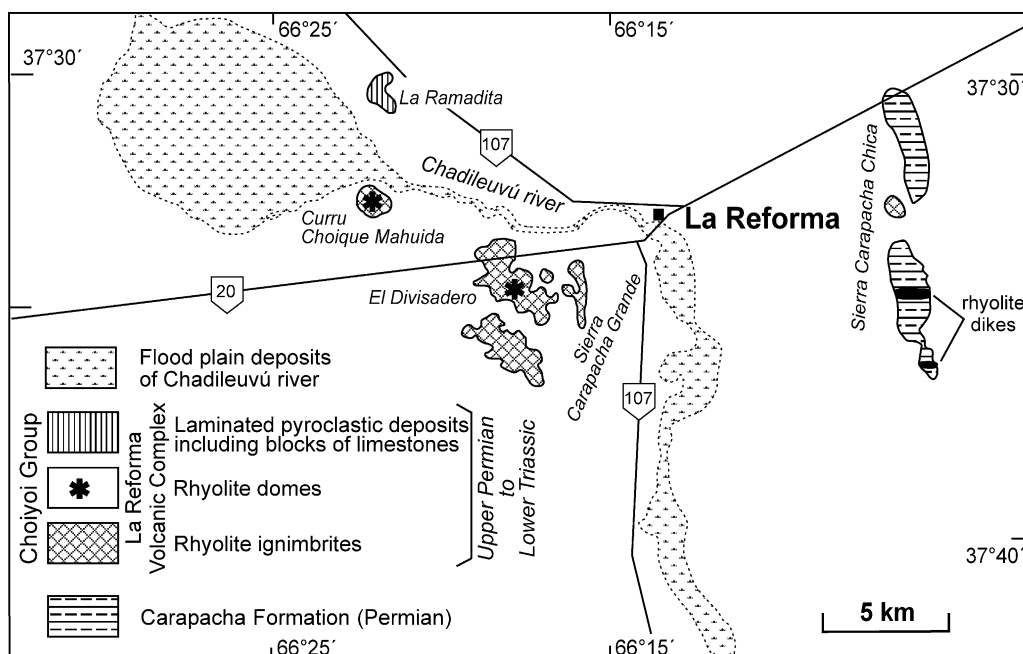 66°25´
66°15´
37°30´
37°30´
La Ramadita
107
Chadileuvú river
Curru
Choique Mahuida
La Reforma
Sierra Carapacha Chica
20
El Divisadero
Sierra
Carapacha Grande
rhyolite
dikes
107
Flood plain deposits
of Chadileuvú river
Choiyoi Group
La Reforma
Volcanic Complex
Laminated pyroclastic deposits
including blocks of limestones
Rhyolite domes
Rhyolite ignimbrites
Upper Permian
to
Lower Triassic
Carapacha Formation (Permian)
37°40´
5 km
66°25´
66°15´